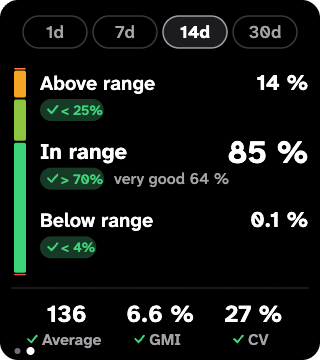 1d 7d 14d 30d
Above range 14 %
< 25%
In range 85 %
> 70% very good 64 %
Below range 0.1 %
< 4%
136 6.6 % 27 %
Average GMI CV